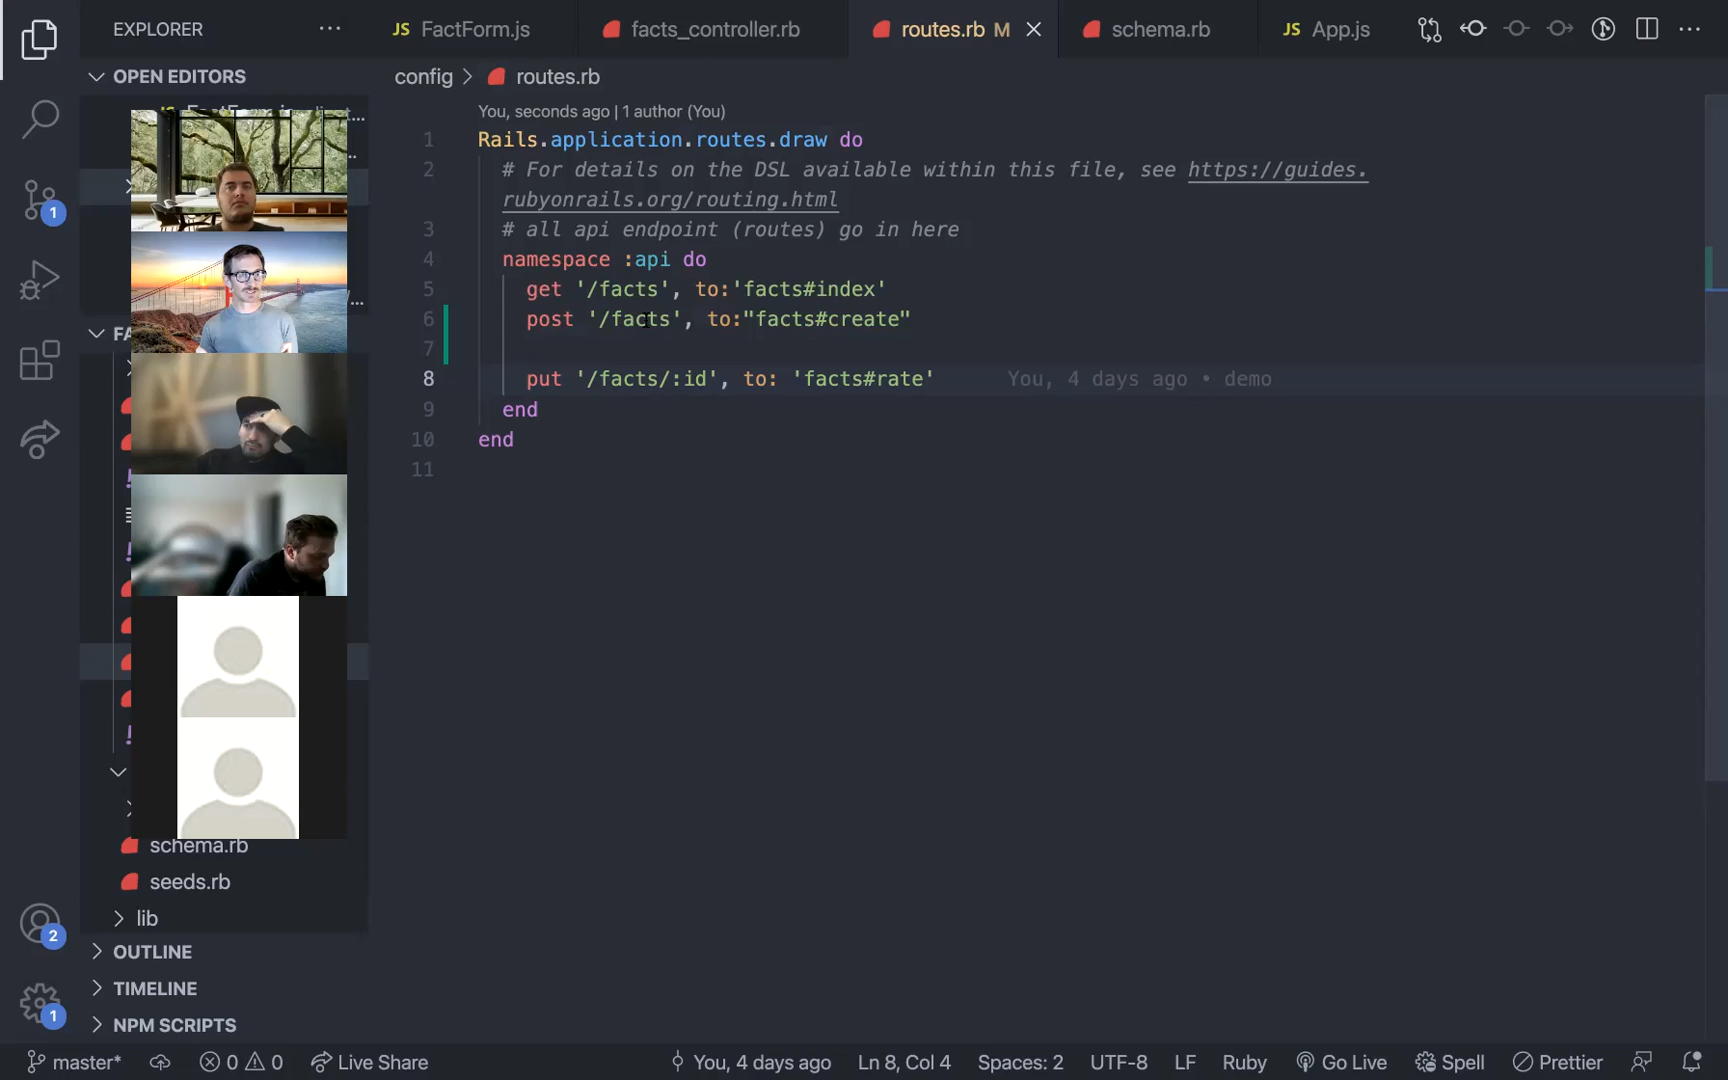 EXPLORER
OPEN EDITORS
JS FactForm.js
facts_controller.rb
routes.rb M
schema.rb
JS App.js
config > routes.rb
You, seconds ago | 1 author (You)
1 Rails.application.routes.draw do
2 # For details on the DSL available within this file, see https://guides.
rubyonrails.org/routing.html
3 # all api endpoint (routes) go in here
4 namespace :api do
5 get '/facts', to:'facts#index'
6 post '/facts', to:"facts#create"
7
8 put '/facts/:id', to: 'facts#rate' You, 4 days ago • demo
9 end
10 end
11
1
2
1
schema.rb
seeds.rb
lib
OUTLINE
TIMELINE
NPM SCRIPTS
master* 0 0 Live Share You, 4 days ago Ln 8, Col 4 Spaces: 2 UTF-8 LF Ruby Go Live Spell Prettier